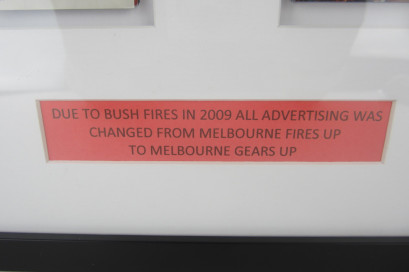 DUE TO BUSH FIRES IN 2009 ALL ADVERTISING WAS
CHANGED FROM MELBOURNE FIRES UP
TO MELBOURNE GEARS UP